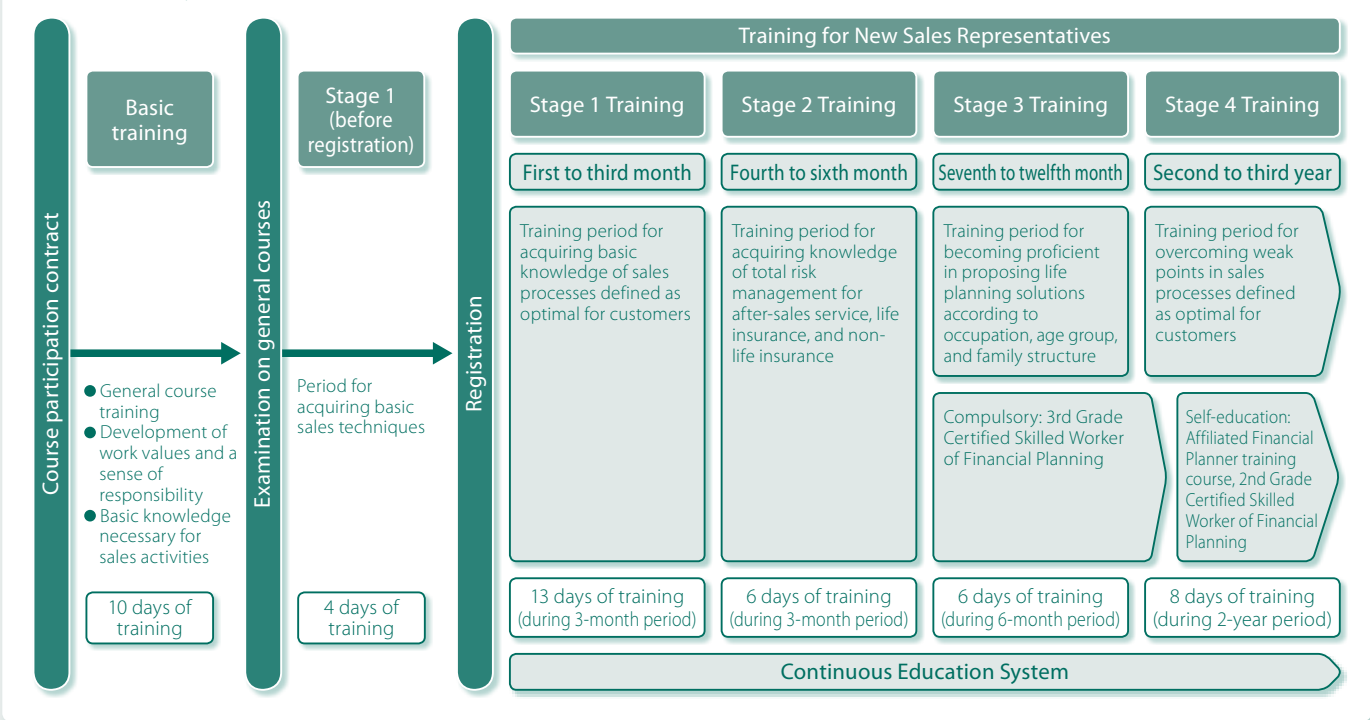 Course participation contract
Basic
training
General course
training
Development of
work values and a
sense of
responsibility
Basic knowledge
necessary for
sales activities
10 days of
training
Examination on general courses
Stage 1
(before
registration)
Period for
acquiring basic
sales techniques
4 days of
training
Registration
Training for New Sales Representatives
Stage 1 Training
First to third month
Training period for
acquiring basic
knowledge of sales
processes defined as
optimal for customers
13 days of training
(during 3-month period)
Stage 2 Training
Fourth to sixth month
Training period for
acquiring knowledge
of total risk
management for
after-sales service, life
insurance, and non-
life insurance
6 days of training
(during 3-month period)
Stage 3 Training
Seventh to twelfth month
Training period for
becoming proficient
in proposing life
planning solutions
according to
occupation, age group,
and family structure
Compulsory: 3rd Grade
Certified Skilled Worker
of Financial Planning
6 days of training
(during 6-month period)
Stage 4 Training
Second to third year
Training period for
overcoming weak
points in sales
processes defined
as optimal for
customers
Self-education:
Affiliated Financial
Planner training
course, 2nd Grade
Certified Skilled
Worker of Financial
Planning
8 days of training
(during 2-year period)
Continuous Education System